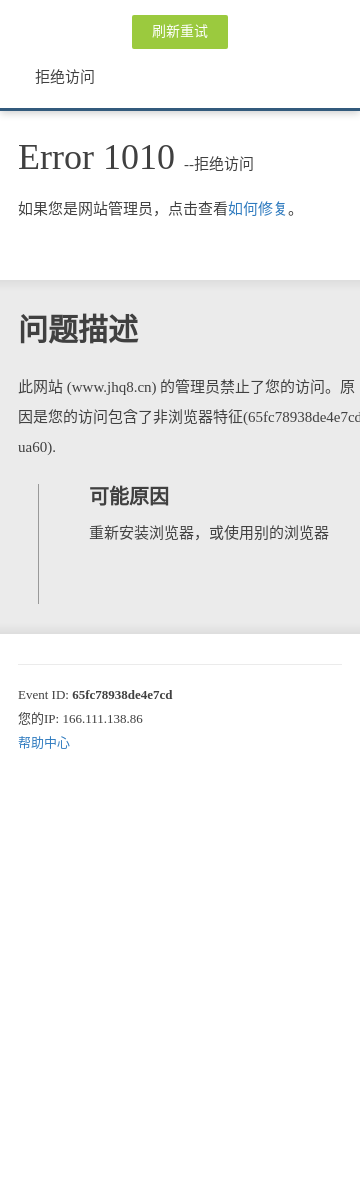 刷新重试
拒绝访问
Error 1010 --拒绝访问
如果您是网站管理员，点击查看如何修复。
问题描述
此网站 (www.jhq8.cn) 的管理员禁止了您的访问。原
因是您的访问包含了非浏览器特征(65fc78938de4e7cd
ua60).
可能原因
重新安装浏览器，或使用别的浏览器
Event ID: 65fc78938de4e7cd
您的IP: 166.111.138.86
帮助中心